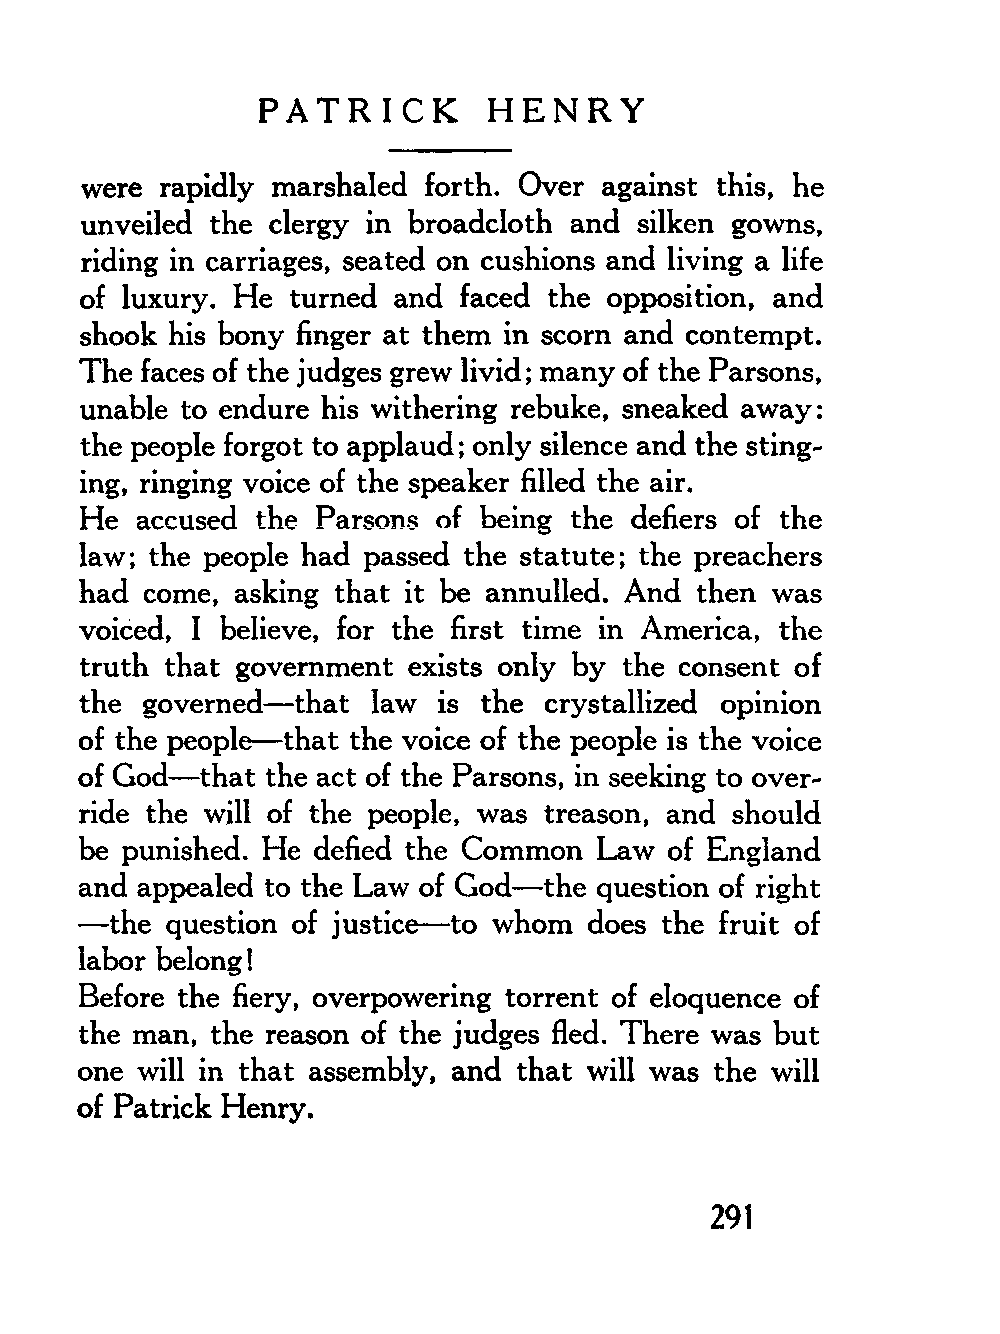 PATRICK HENRY
were rapidly marshaled forth. Over against this, he
unveiled the clergy in broadcloth and silken gowns,
riding in carriages, seated on cushions and living a life
of luxury. He turned and faced the opposition, and
shook his bony finger at them in scorn and contempt.
The faces of the judges grew livid; many of the Parsons,
unable to endure his withering rebuke, sneaked away:
the people forgot to applaud; only silence and the sting-
ing, ringing voice of the speaker filled the air.
He accused the Parsons of being the defiers of the
law; the people had passed the statute; the preachers
had come, asking that it be annulled. And then was
voiced, I believe, for the first time in America, the
truth that government exists only by the consent of
the governed—that law is the crystallized opinion
of the people—that the voice of the people is the voice
of God—that the act of the Parsons, in seeking to over-
ride the will of the people, was treason, and should
be punished. He defied the Common Law of England
and appealed to the Law of God—the question of right
—the question of justice—to whom does the fruit of
labor belong!
Before the fiery, overpowering torrent of eloquence of
the man, the reason of the judges fled. There was but
one will in that assembly, and that will was the will
of Patrick Henry.
291